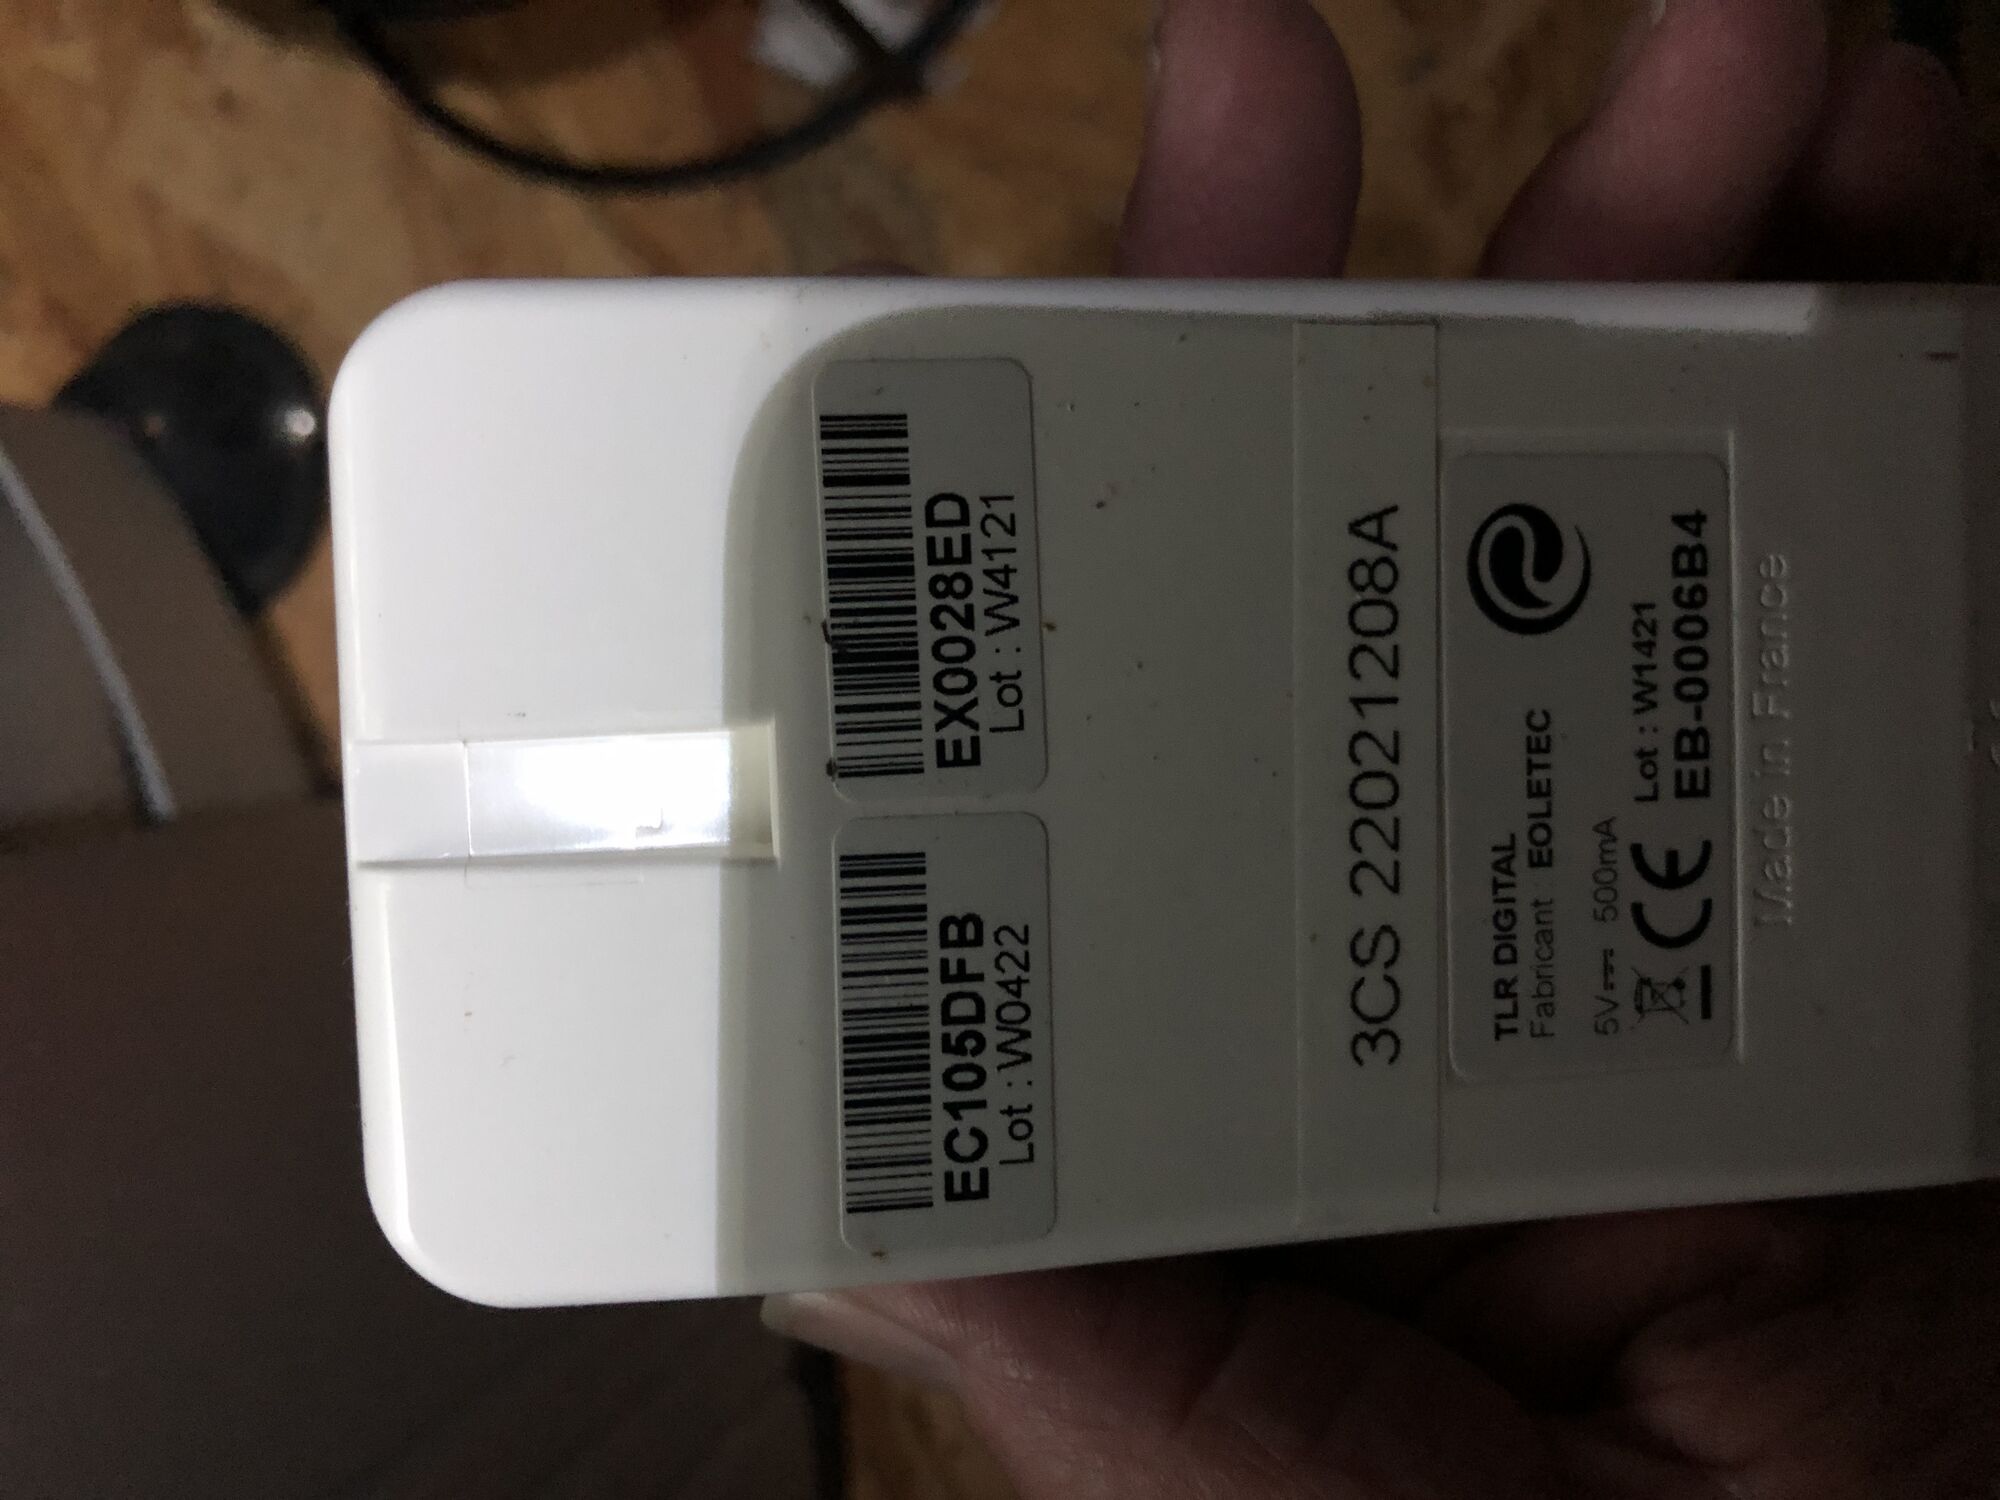 EC105DFB
Lot : W0422
EX0028ED
Lot : W4121
3CS 22021208A
TLR DIGITAL
Fabricant EOLETEC
5V 500mA
CE
Lot : W1421
EB-0006B4
Made in France